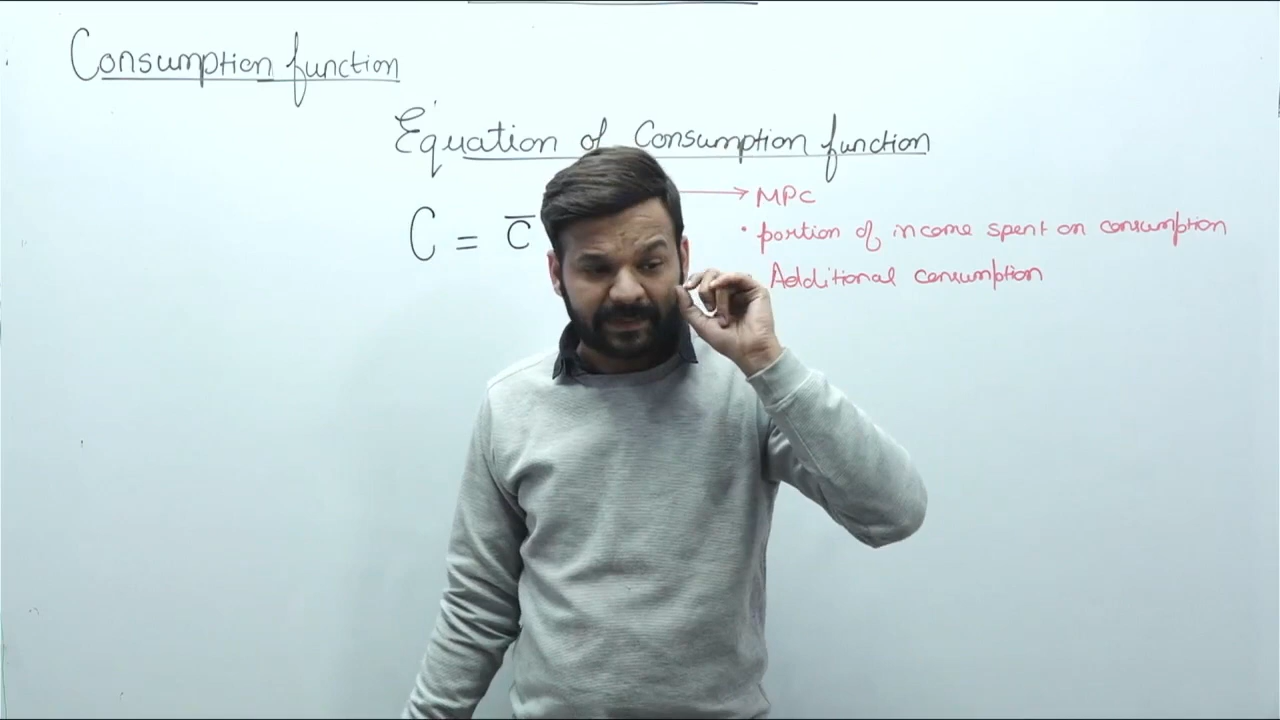 Consumption function
Equation of Consumption function
→ MPC
C = C̅
• portion of income spent on consumption
Additional consumption